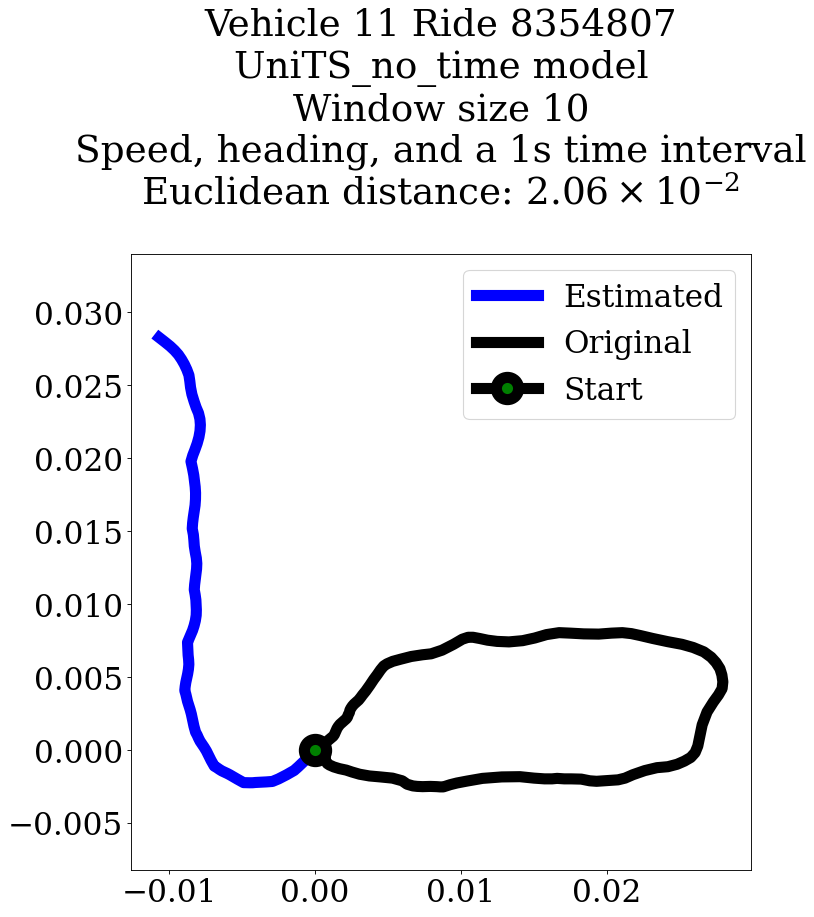 Vehicle 11 Ride 8354807
UniTS_no_time model
Window size 10
Speed, heading, and a 1s time interval
Euclidean distance: 2.06 × 10⁻²
Estimated
Original
Start
0.030
0.025
0.020
0.015
0.010
0.005
0.000
−0.005
−0.01 0.00 0.01 0.02